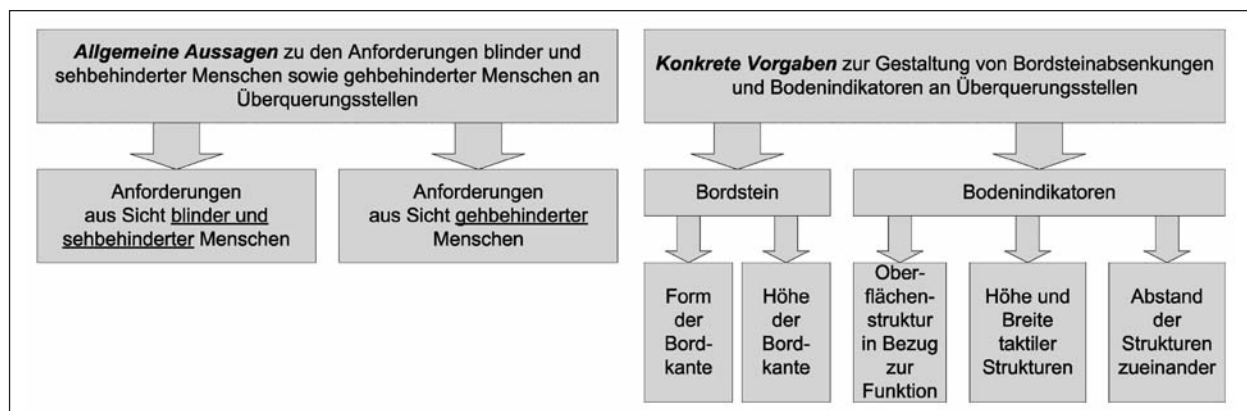 Allgemeine Aussagen zu den Anforderungen blinder und
sehbehinderter Menschen sowie gehbehinderter Menschen an
Überquerungsstellen
Anforderungen
aus Sicht blinder und
sehbehinderter Menschen
Anforderungen
aus Sicht gehbehinderter
Menschen
Konkrete Vorgaben zur Gestaltung von Bordsteinabsenkungen
und Bodenindikatoren an Überquerungsstellen
Bordstein
Bodenindikatoren
Form
der
Bord-
kante
Höhe
der
Bord-
kante
Ober-
flächen-
struktur
in Bezug
zur
Funktion
Höhe und
Breite
taktiler
Strukturen
Abstand
der
Strukturen
zueinander